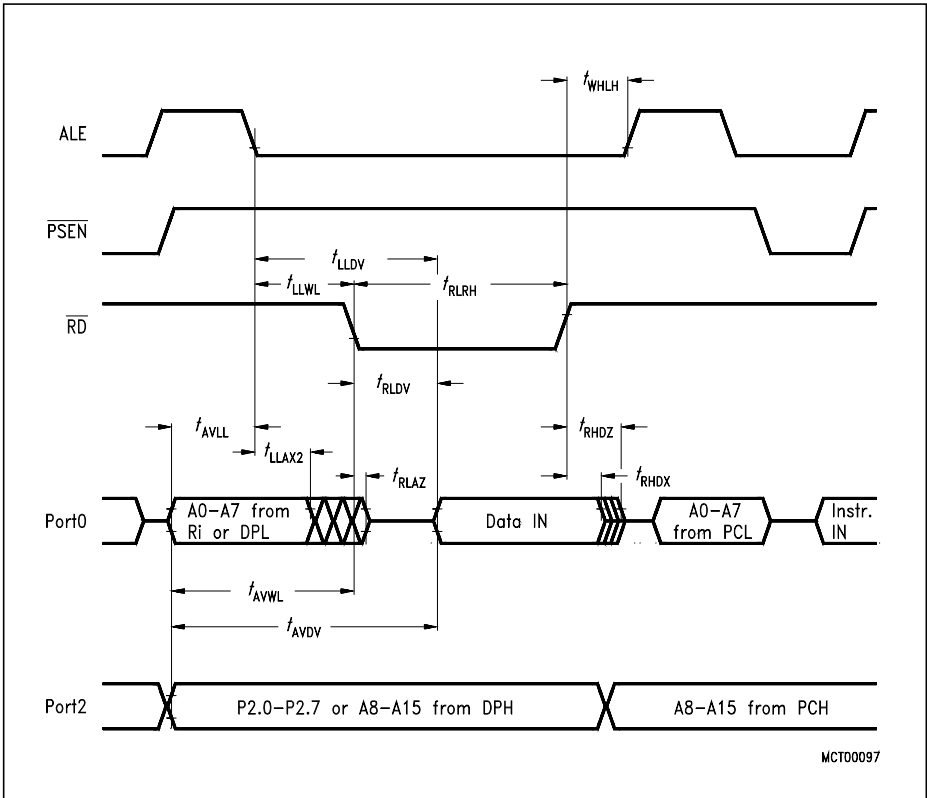 tWHLH
ALE
PSEN
tLLDV
tLLWL
tRLRH
RD
tRLDV
tAVLL
tRHDZ
tLLAX2
tRLAZ
tRHDX
Port0
A0-A7 from
Ri or DPL
Data IN
A0-A7
from PCL
Instr.
IN
tAVWL
tAVDV
Port2
P2.0-P2.7 or A8-A15 from DPH
A8-A15 from PCH
MCT00097